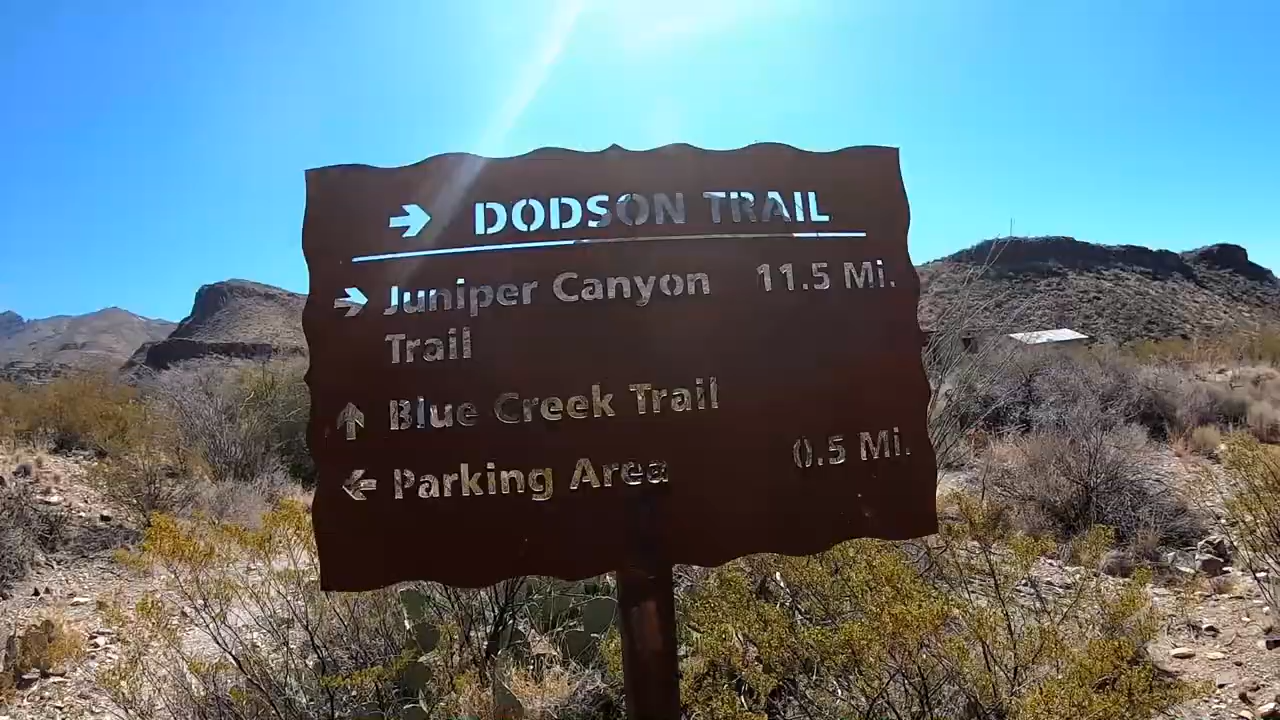 DODSON TRAIL
Juniper Canyon 11.5 Mi.
Trail
Blue Creek Trail
Parking Area 0.5 Mi.